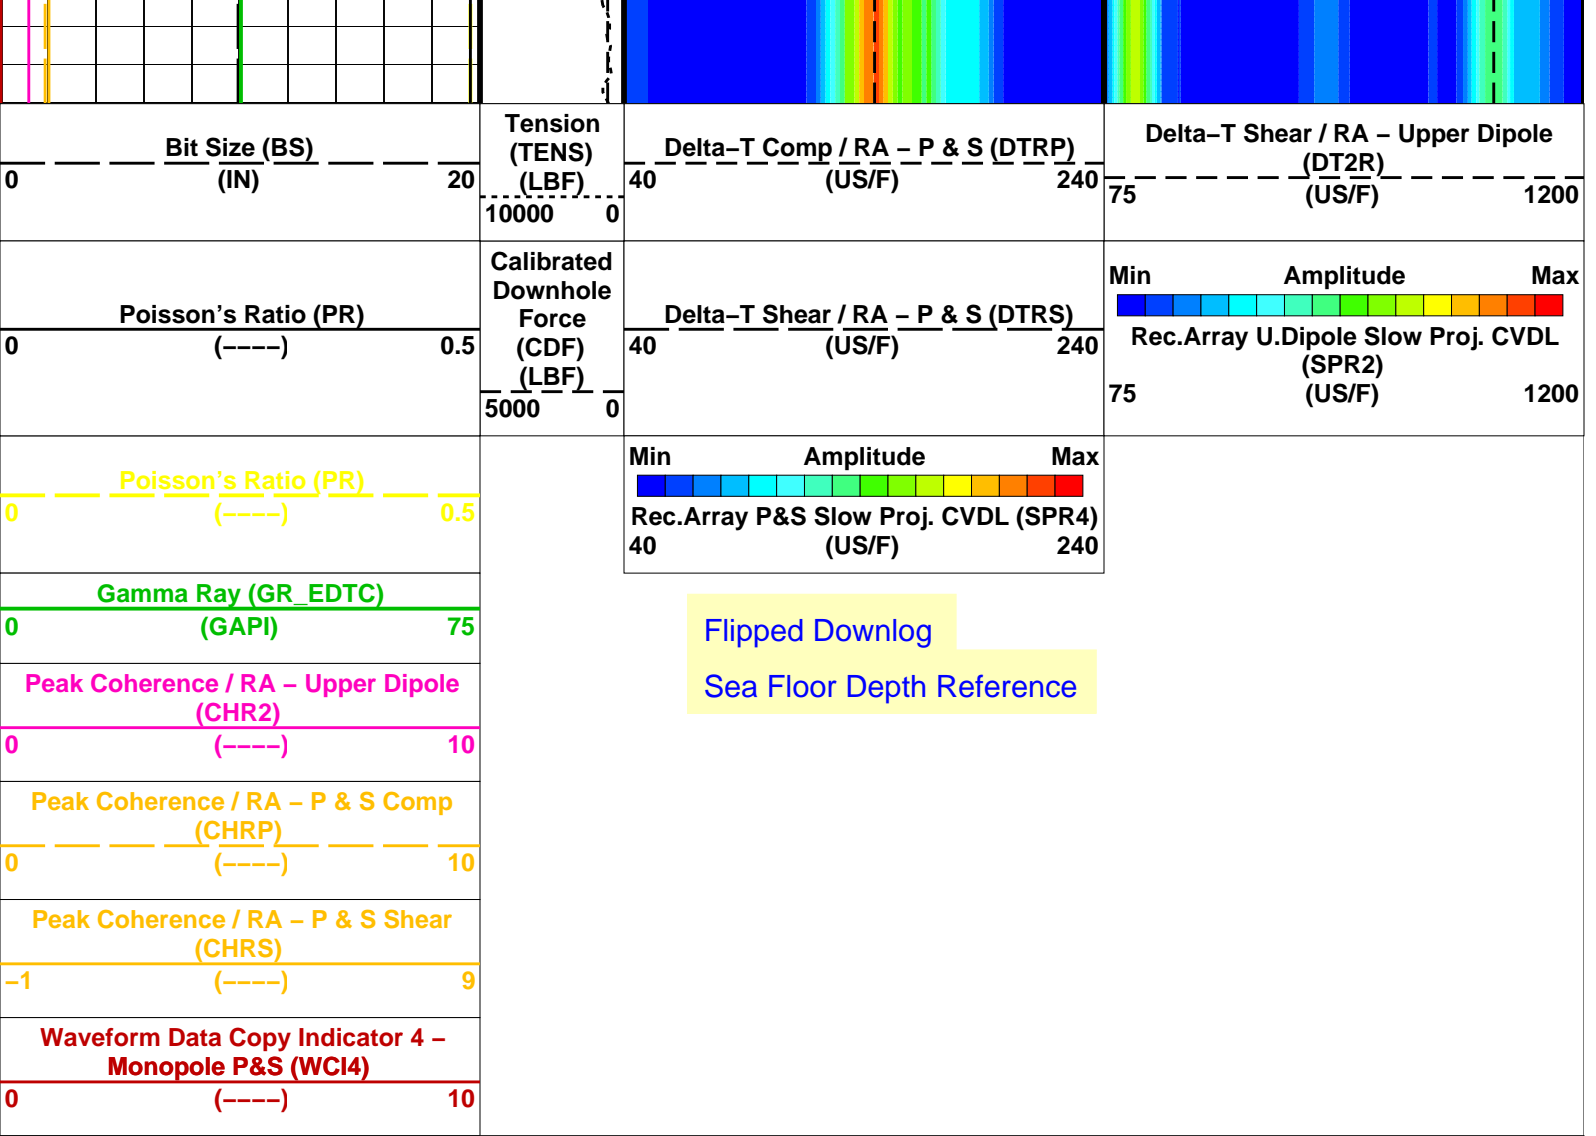 Bit Size (BS)
(IN)
0 20
Tension
(TENS)
(LBF)
10000 0
Delta–T Comp / RA – P & S (DTRP)
40 (US/F) 240
Delta–T Shear / RA – Upper Dipole
(DT2R)
75 (US/F) 1200
Poisson's Ratio (PR)
0 (––––) 0.5
Calibrated
Downhole
Force
(CDF)
(LBF)
5000 0
Delta–T Shear / RA – P & S (DTRS)
40 (US/F) 240
Min Amplitude Max
Rec.Array U.Dipole Slow Proj. CVDL
(SPR2)
75 (US/F) 1200
Poisson's Ratio (PR)
0 (––––) 0.5
Min Amplitude Max
Rec.Array P&S Slow Proj. CVDL (SPR4)
40 (US/F) 240
Gamma Ray (GR_EDTC)
0 (GAPI) 75
Flipped Downlog
Sea Floor Depth Reference
Peak Coherence / RA – Upper Dipole
(CHR2)
0 (––––) 10
Peak Coherence / RA – P & S Comp
(CHRP)
0 (––––) 10
Peak Coherence / RA – P & S Shear
(CHRS)
–1 (––––) 9
Waveform Data Copy Indicator 4 –
Monopole P&S (WCI4)
0 (––––) 10